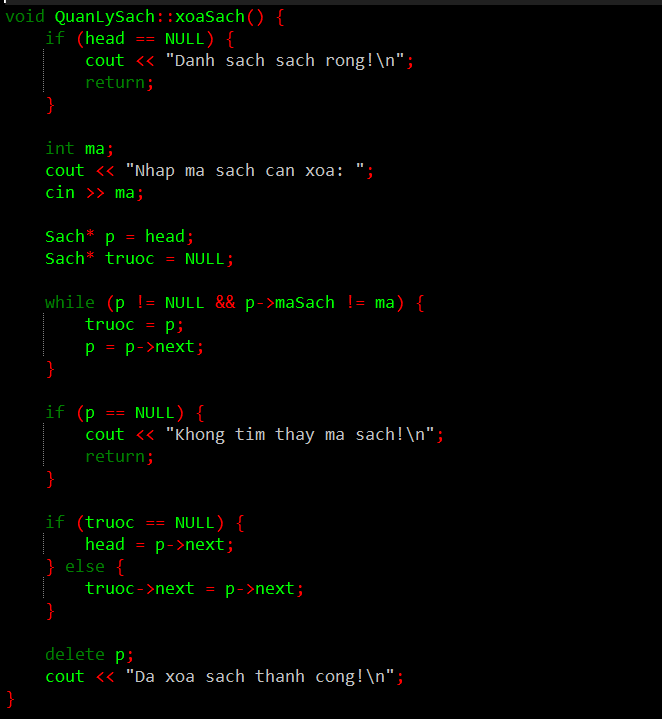 void QuanLySach::xoaSach() {
    if (head == NULL) {
        cout << "Danh sach sach rong!\n";
        return;
    }

    int ma;
    cout << "Nhap ma sach can xoa: ";
    cin >> ma;

    Sach* p = head;
    Sach* truoc = NULL;

    while (p != NULL && p->maSach != ma) {
        truoc = p;
        p = p->next;
    }

    if (p == NULL) {
        cout << "Khong tim thay ma sach!\n";
        return;
    }

    if (truoc == NULL) {
        head = p->next;
    } else {
        truoc->next = p->next;
    }

    delete p;
    cout << "Da xoa sach thanh cong!\n";
}